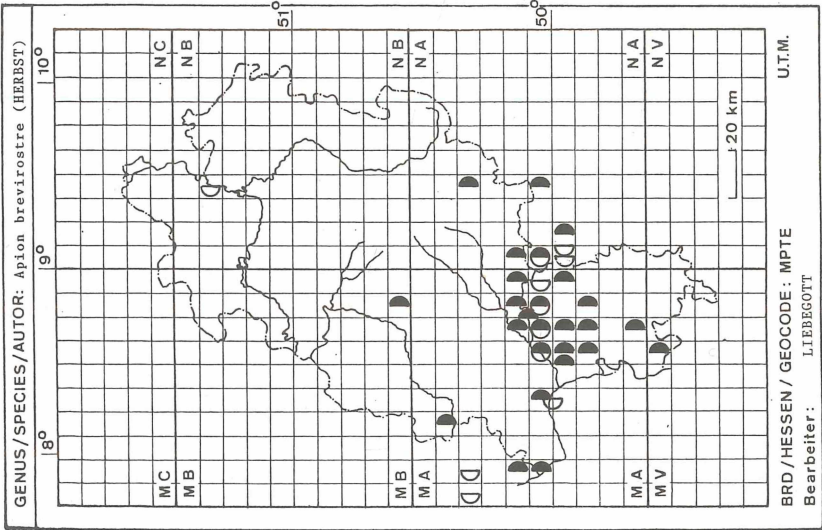 GENUS/SPECIES/AUTOR: Apion brevirostre (HERBST)
8° 9° 10°
MC NC
MB NB
51°
MB NB
MA NA
50°
MA NA
MV NV
20 km
BRD/HESSEN/GEOCODE: MPTE U.T.M.
Bearbeiter: LIEBEGOTT